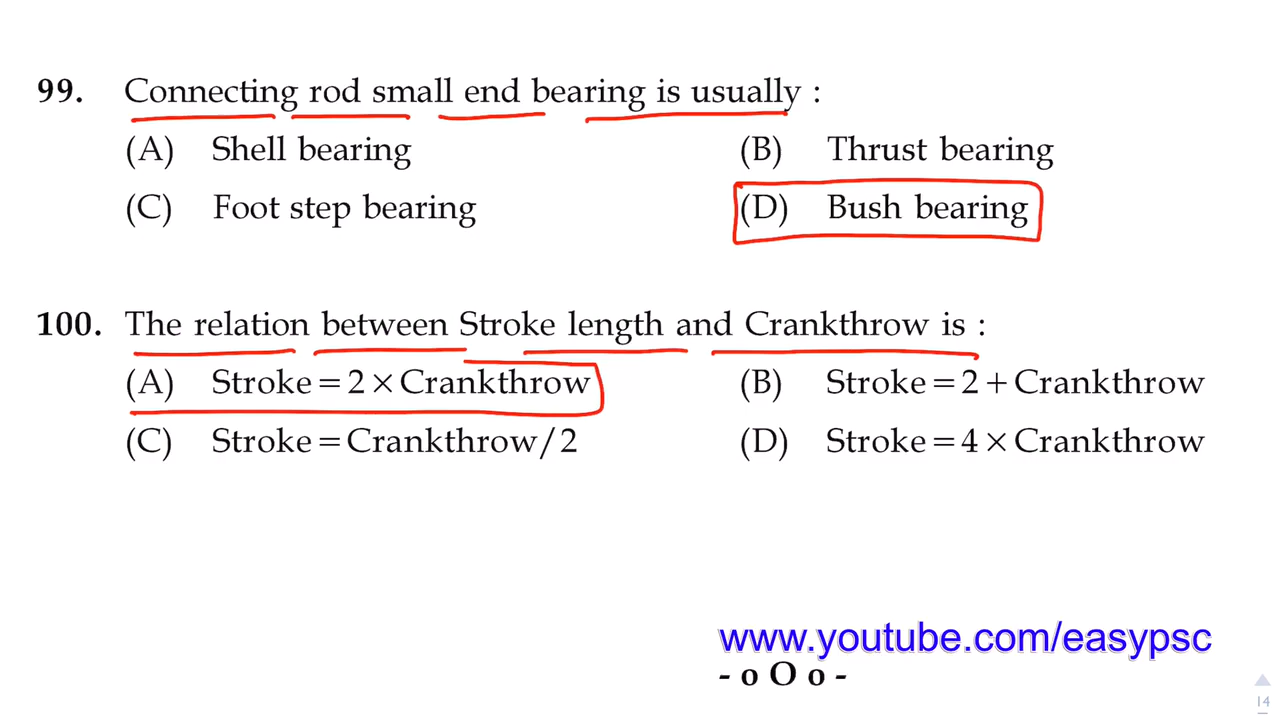 99. Connecting rod small end bearing is usually :
(A) Shell bearing (B) Thrust bearing
(C) Foot step bearing (D) Bush bearing
100. The relation between Stroke length and Crankthrow is :
(A) Stroke = 2 × Crankthrow (B) Stroke = 2 + Crankthrow
(C) Stroke = Crankthrow/2 (D) Stroke = 4 × Crankthrow
www.youtube.com/easypsc
- o O o -
14